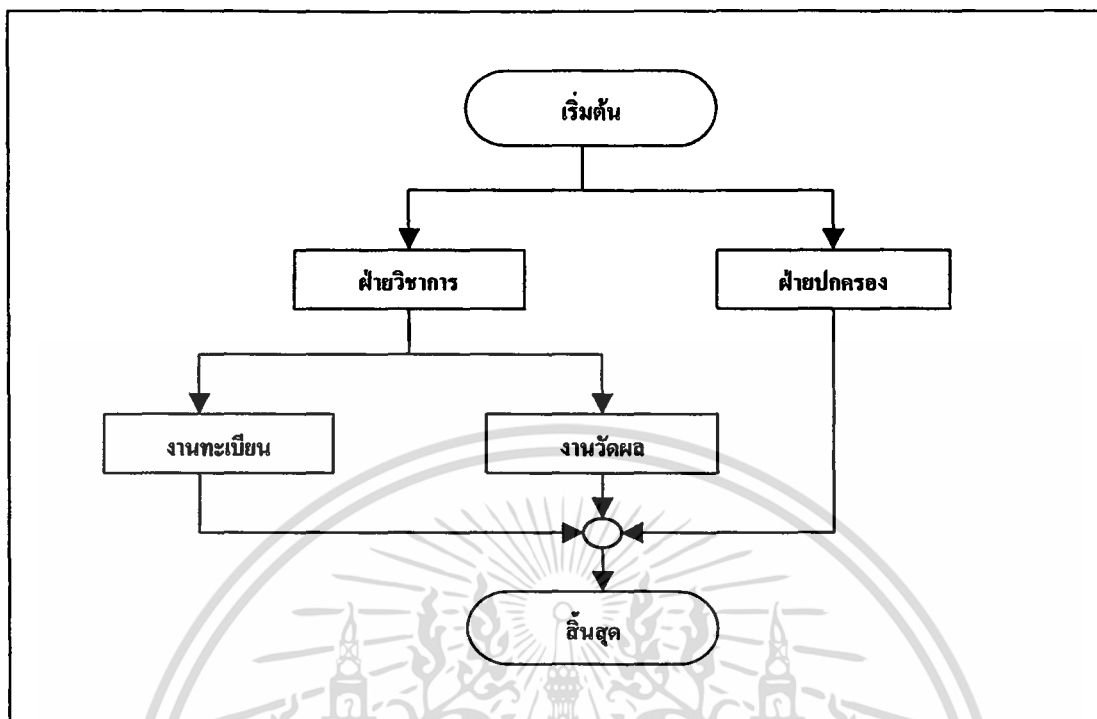 เริ่มต้น
ฝ่ายวิชาการ
ฝ่ายปกครอง
งานทะเบียน
งานวัดผล
สิ้นสุด